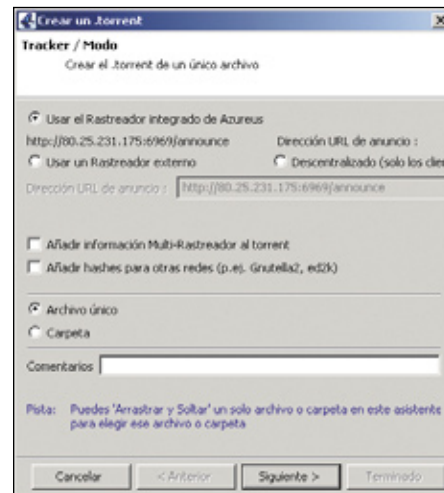 Crear un .torrent
Tracker / Modo
Crear el .torrent de un único archivo
Usar el Rastreador integrado de Azureus
http://80.25.231.175:6969/announce Dirección URL de anuncio :
Usar un Rastreador externo Descentralizado (solo los
Dirección URL de anuncio : http://80.25.231.175:6969/announce
Añadir información Multi-Rastreador al torrent
Añadir hashes para otras redes (p.ej. Gnutella2, ed2k)
Archivo único
Carpeta
Comentarios
Pista: Puedes 'Arrastrar y Soltar' un solo archivo o carpeta en este asistente
para elegir ese archivo o carpeta
Cancelar < Anterior Siguiente > Terminado